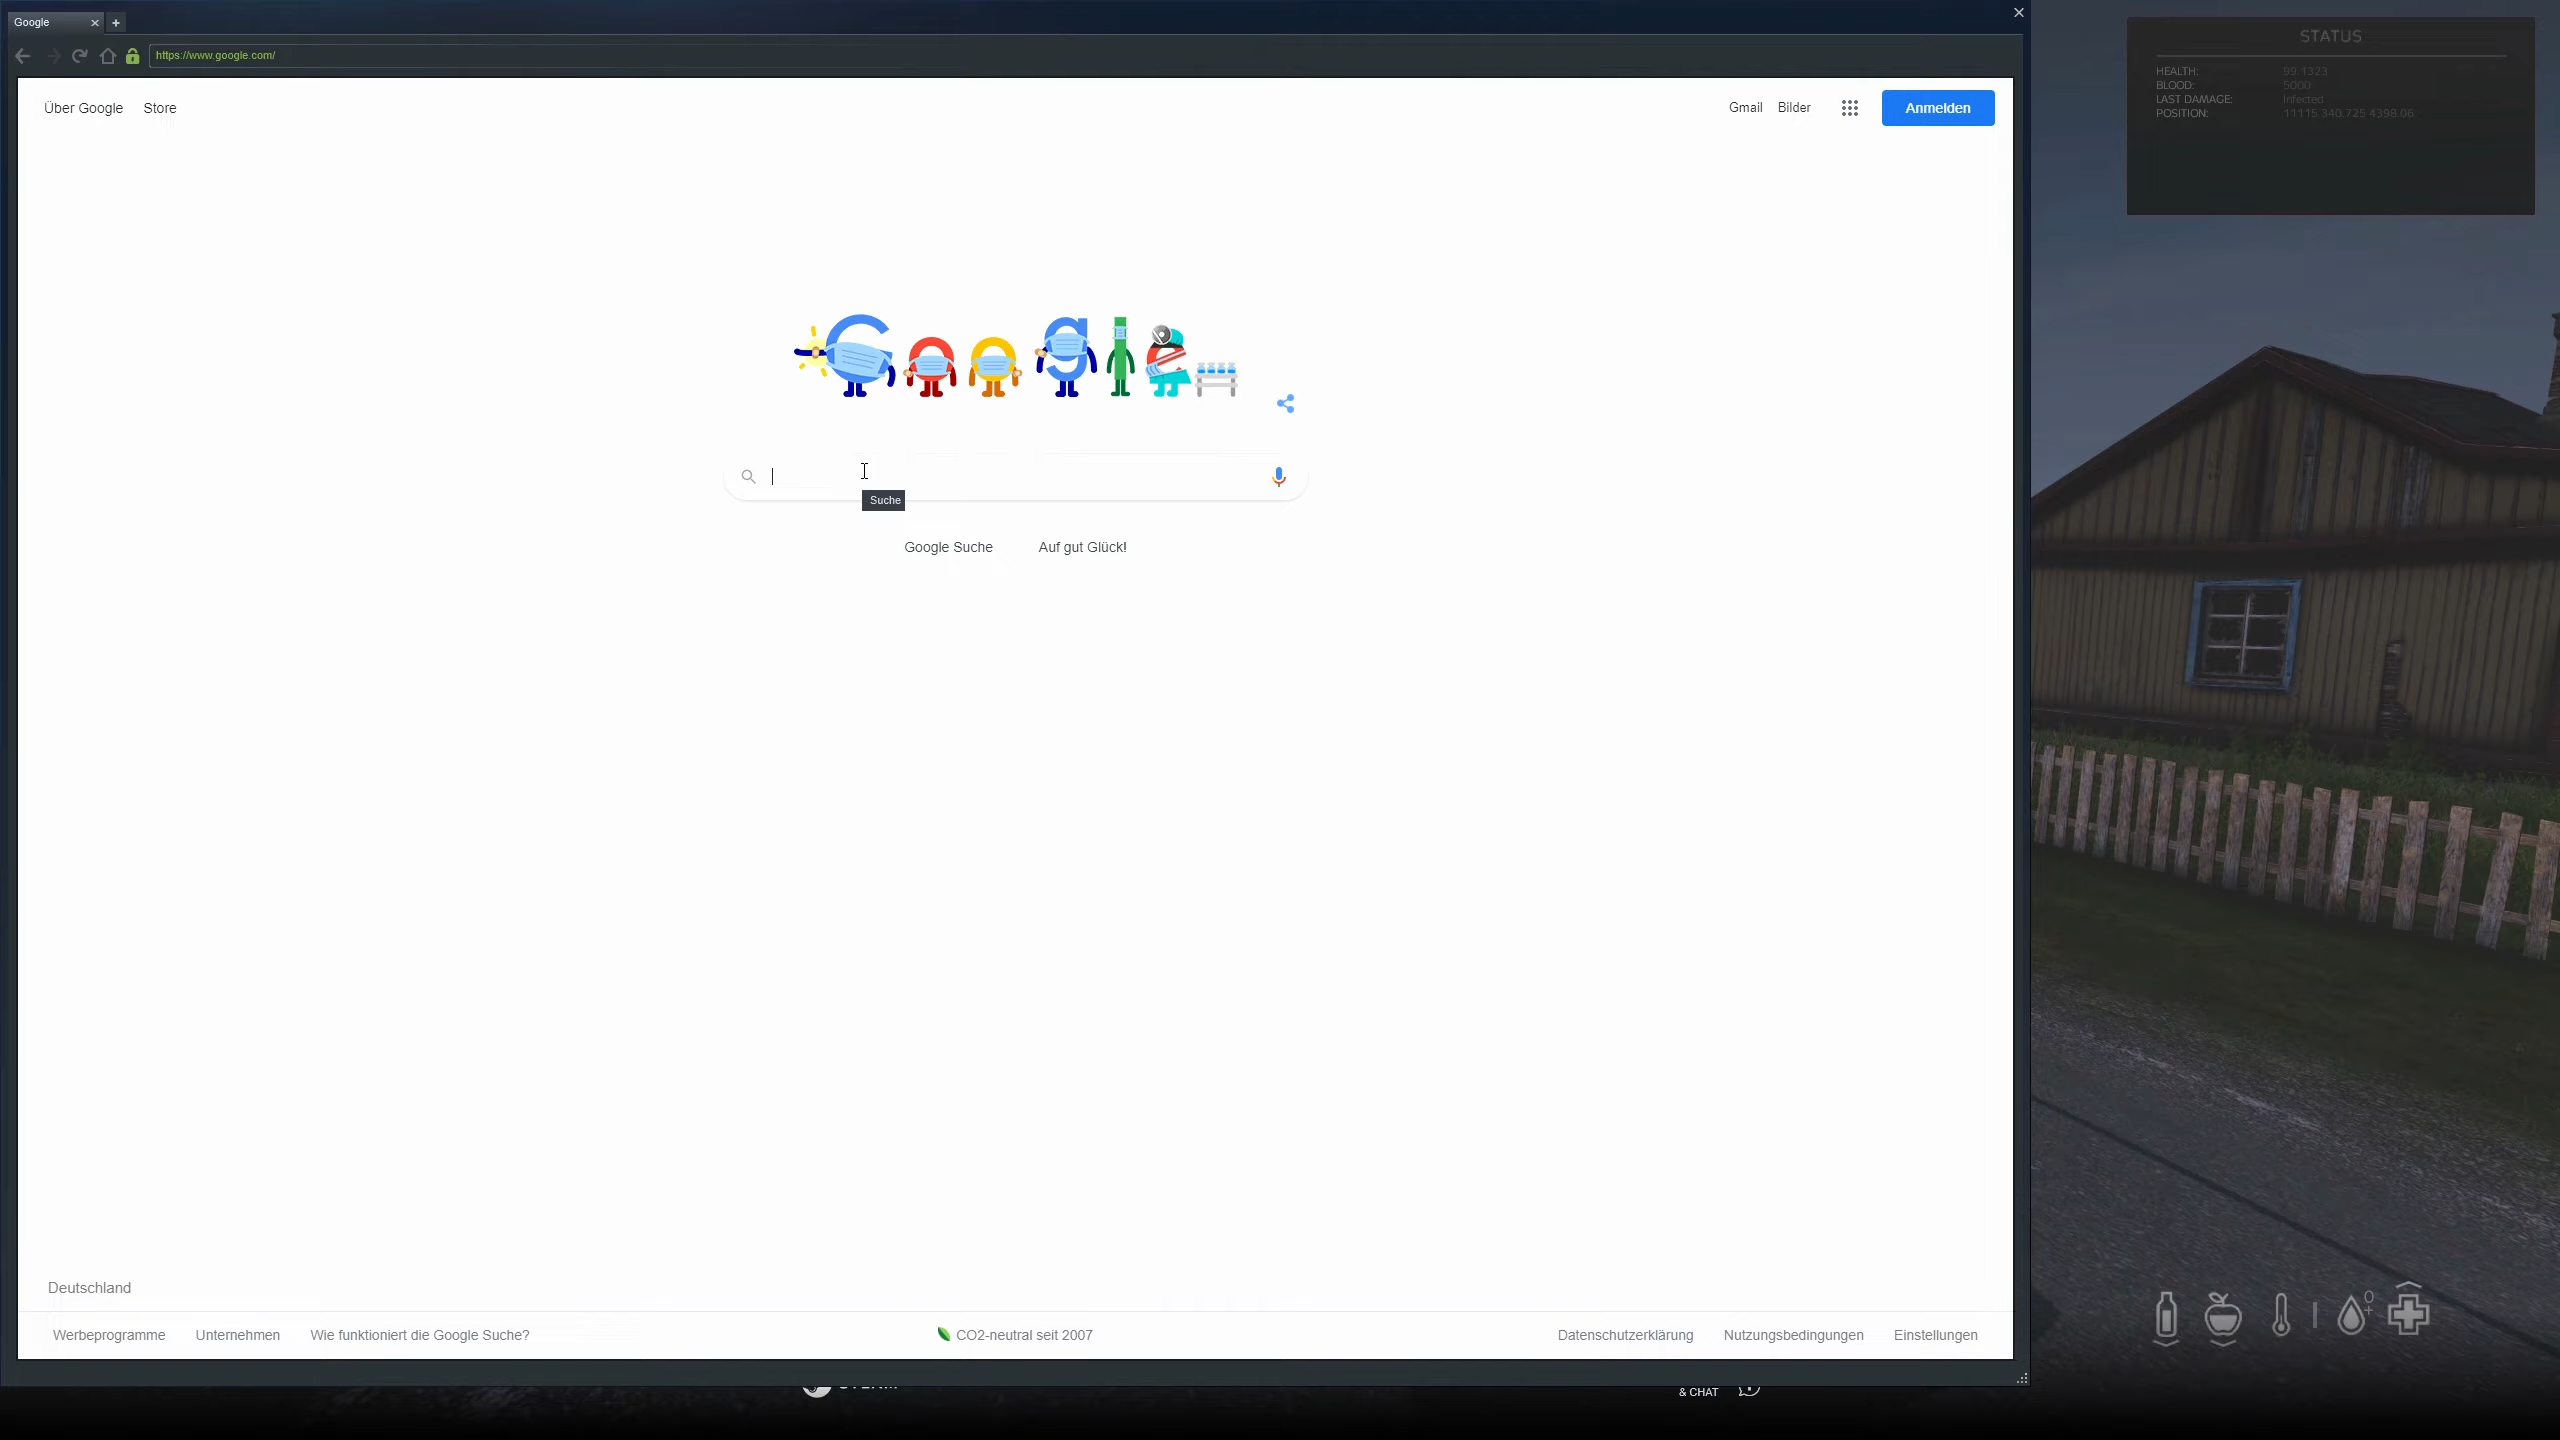 Google
https://www.google.com/
Über Google Store
Gmail Bilder Anmelden
STATUS
HEALTH: 99.1323
BLOOD: 5000
LAST DAMAGE: Infected
POSITION: 11115 340.725 4398.06
Google
Suche
Google Suche Auf gut Glück!
Deutschland
Werbeprogramme Unternehmen Wie funktioniert die Google Suche?
CO2-neutral seit 2007
Datenschutzerklärung Nutzungsbedingungen Einstellungen
0
& CHAT